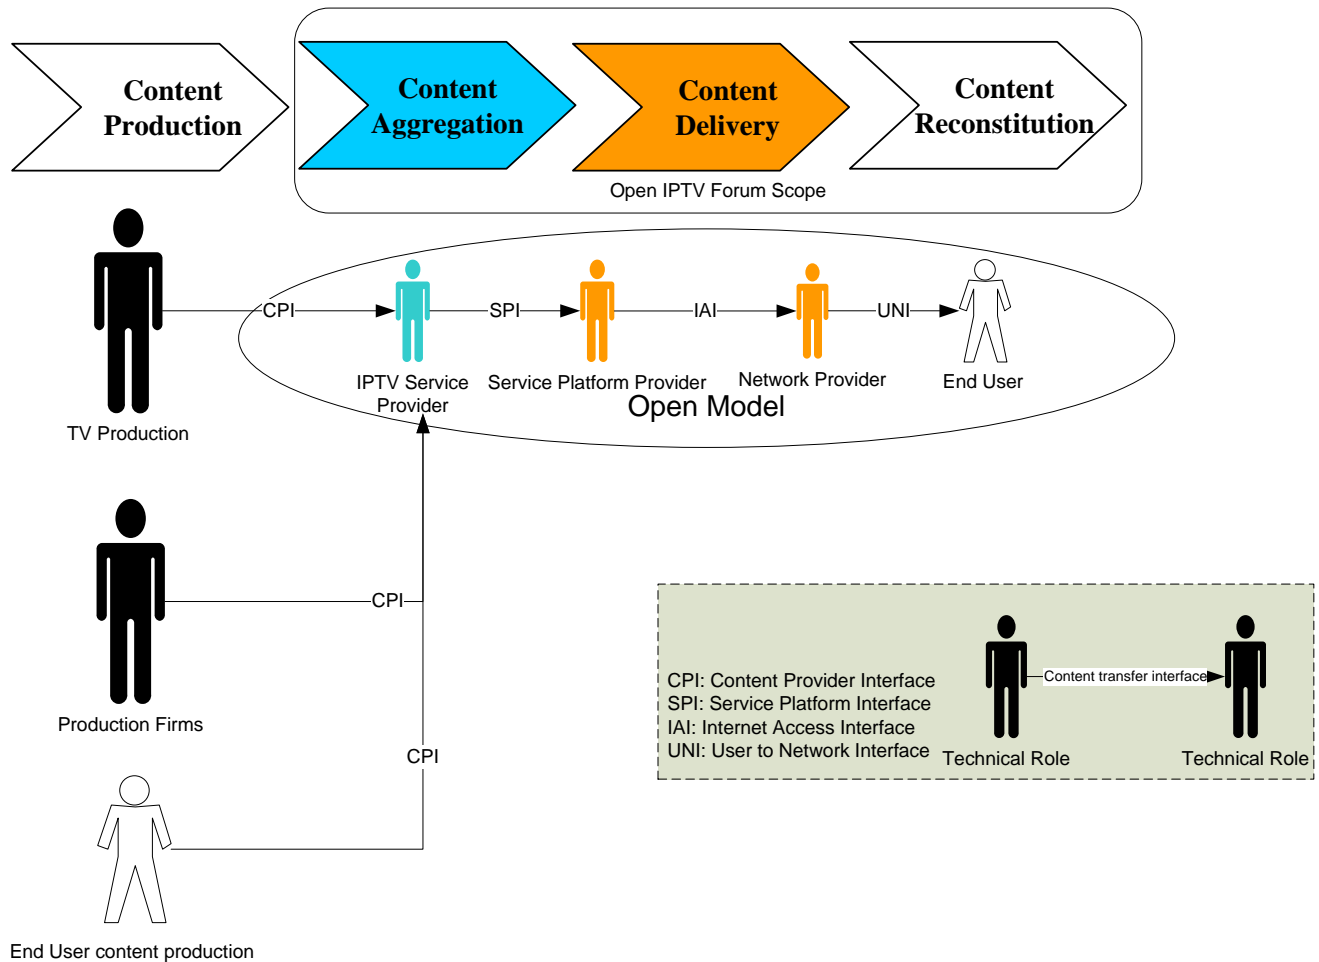 Content
Production
Content
Aggregation
Content
Delivery
Content
Reconstitution
Open IPTV Forum Scope
CPI
SPI
IAI
UNI
TV Production
IPTV Service
Provider
Service Platform Provider
Network Provider
End User
Open Model
CPI
Production Firms
CPI
End User content production
CPI: Content Provider Interface
SPI: Service Platform Interface
IAI: Internet Access Interface
UNI: User to Network Interface
Content transfer interface
Technical Role
Technical Role